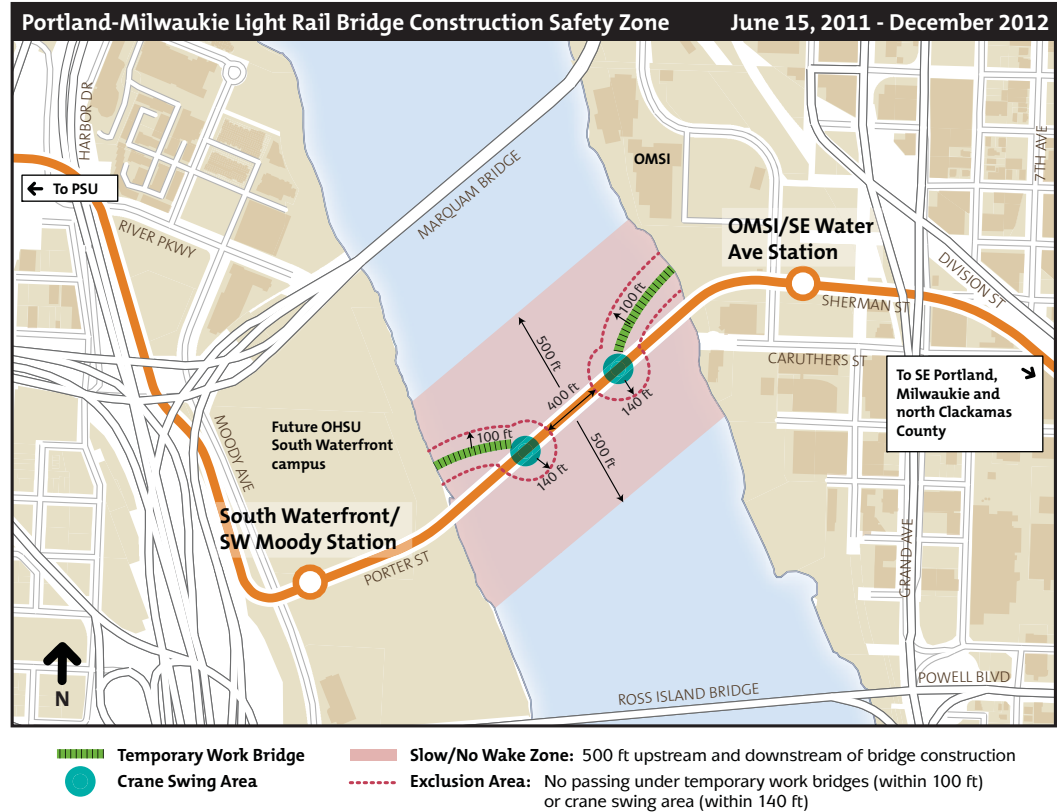 Portland-Milwaukie Light Rail Bridge Construction Safety Zone June 15, 2011 - December 2012
HARBOR DR
7TH AVE
OMSI
MARQUAM BRIDGE
← To PSU
RIVER PKWY
OMSI/SE Water
Ave Station
DIVISION ST
SHERMAN ST
100 ft
500 ft
CARUTHERS ST
To SE Portland,
Milwaukie and
north Clackamas
County
400 ft
140 ft
MOODY AVE
Future OHSU
South Waterfront
campus
100 ft
500 ft
140 ft
South Waterfront/
SW Moody Station
PORTER ST
GRAND AVE
N
ROSS ISLAND BRIDGE
POWELL BLVD
Temporary Work Bridge
Crane Swing Area
Slow/No Wake Zone: 500 ft upstream and downstream of bridge construction
Exclusion Area: No passing under temporary work bridges (within 100 ft)
or crane swing area (within 140 ft)